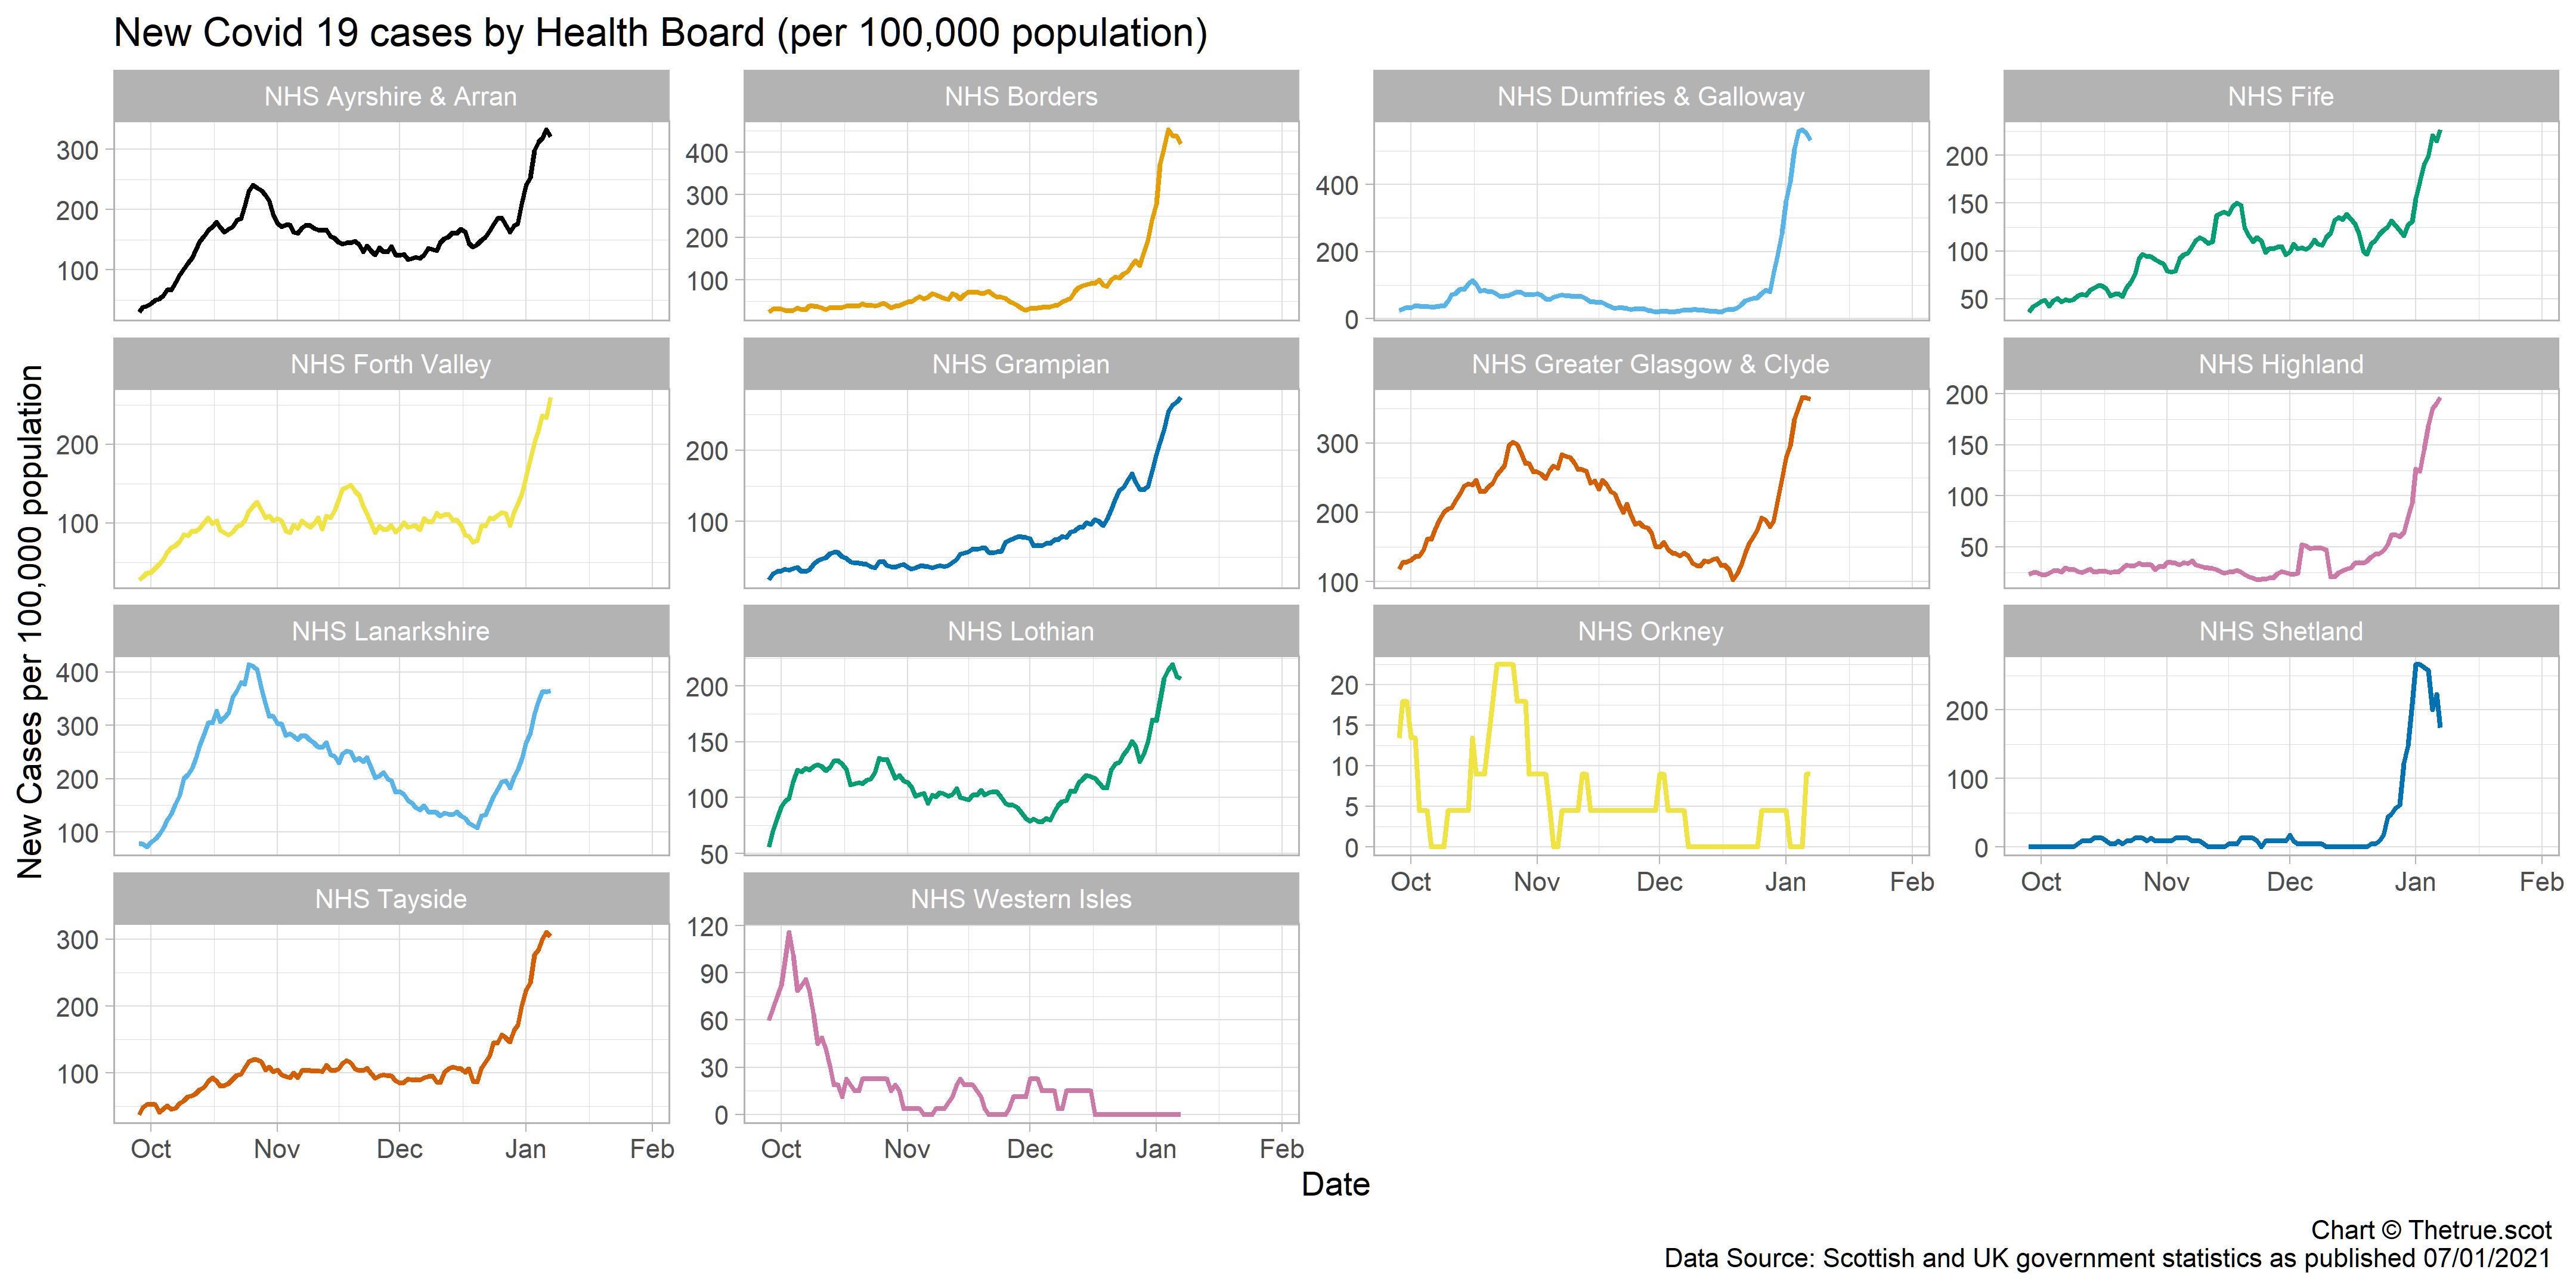 New Covid 19 cases by Health Board (per 100,000 population)
NHS Ayrshire & Arran
300
200
100
NHS Borders
400
300
200
100
NHS Dumfries & Galloway
400
200
0
NHS Fife
200
150
100
50
NHS Forth Valley
200
100
NHS Grampian
200
100
NHS Greater Glasgow & Clyde
300
200
100
NHS Highland
200
150
100
50
NHS Lanarkshire
400
300
200
100
NHS Lothian
200
150
100
50
NHS Orkney
20
15
10
5
0
Oct Nov Dec Jan Feb
NHS Shetland
200
100
0
Oct Nov Dec Jan Feb
NHS Tayside
300
200
100
Oct Nov Dec Jan Feb
NHS Western Isles
120
90
60
30
0
Oct Nov Dec Jan Feb
New Cases per 100,000 population
Date
Chart © Thetrue.scot
Data Source: Scottish and UK government statistics as published 07/01/2021